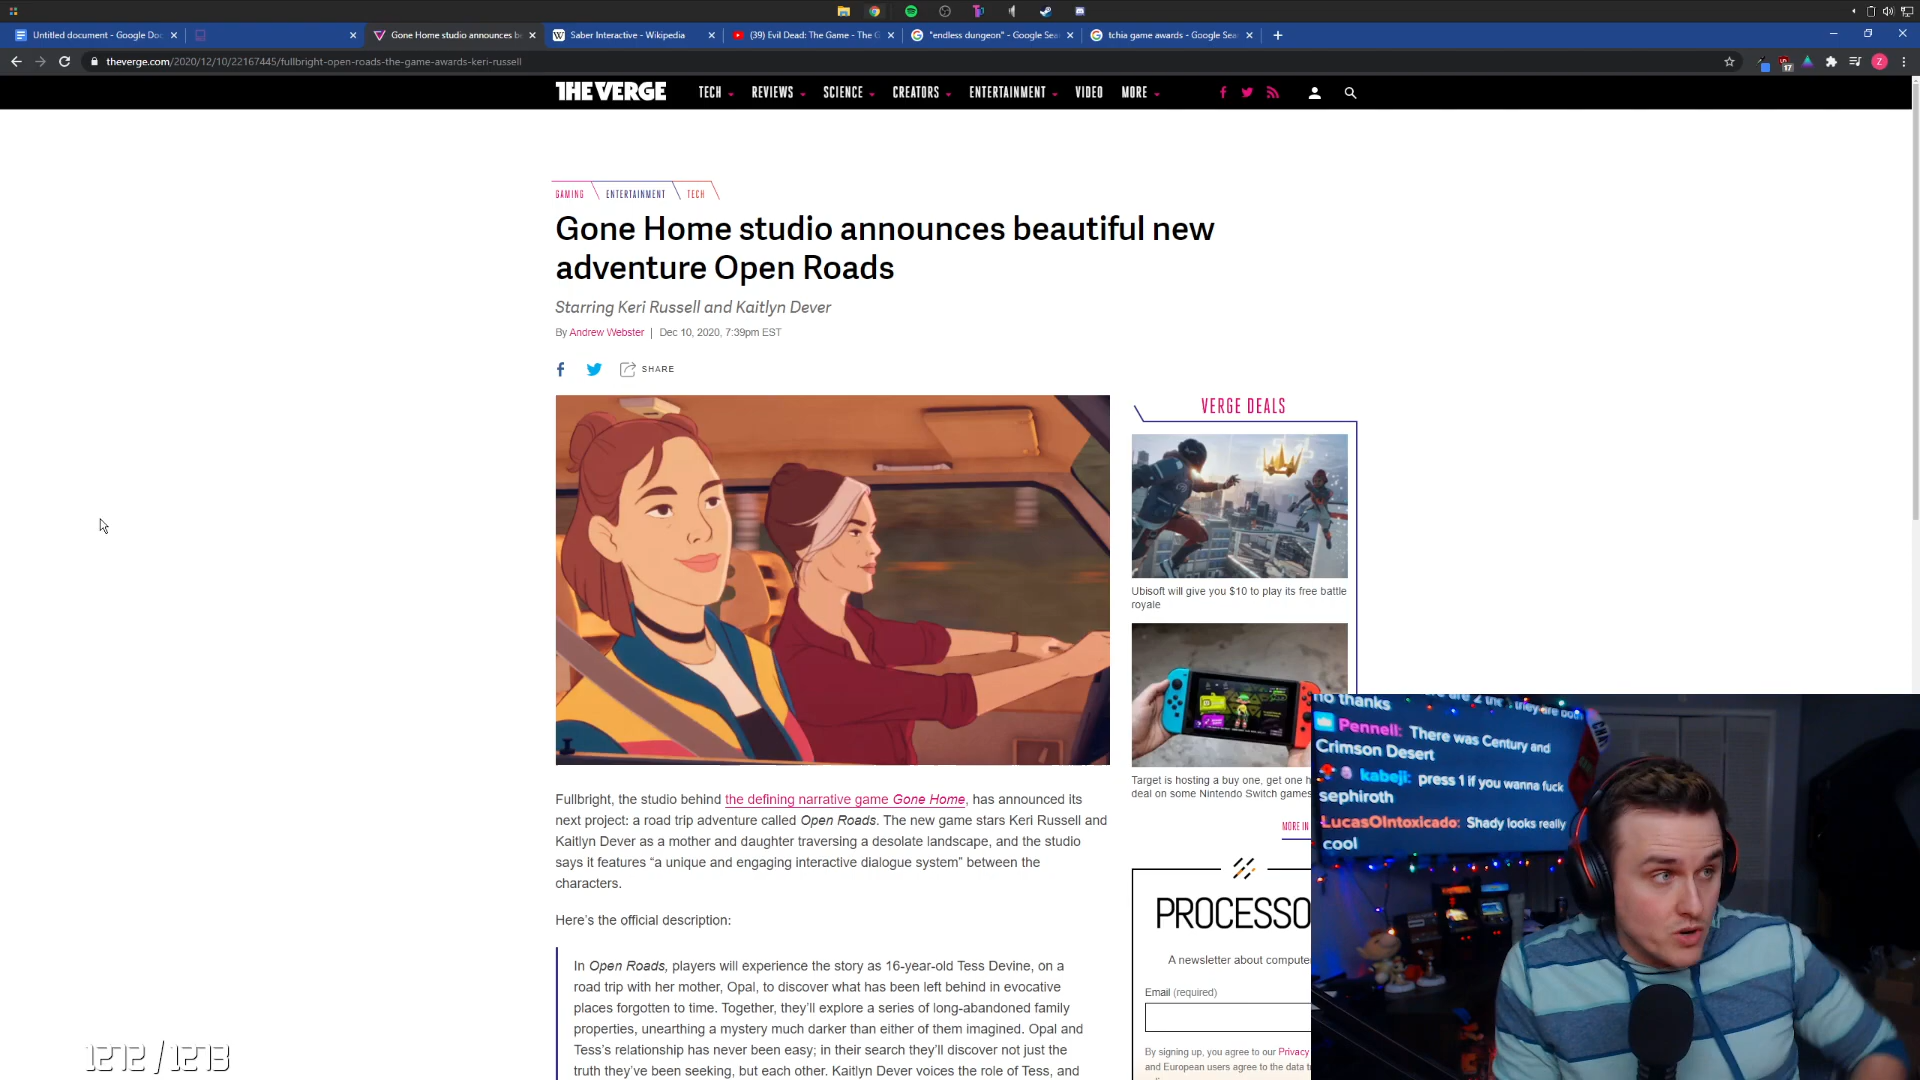 Untitled document - Google Doc
Gone Home studio announces be
Saber Interactive - Wikipedia
(39) Evil Dead: The Game - The G
"endless dungeon" - Google Sea
tchia game awards - Google Sea
theverge.com/2020/12/10/22167445/fullbright-open-roads-the-game-awards-keri-russell
17
Z
THE VERGE
TECH
REVIEWS
SCIENCE
CREATORS
ENTERTAINMENT
VIDEO
MORE
GAMING
ENTERTAINMENT
TECH
Gone Home studio announces beautiful new
adventure Open Roads
Starring Keri Russell and Kaitlyn Dever
By Andrew Webster | Dec 10, 2020, 7:39pm EST
SHARE
VERGE DEALS
Ubisoft will give you $10 to play its free battle
royale
Target is hosting a buy one, get one h
deal on some Nintendo Switch games
MORE IN
Fullbright, the studio behind the defining narrative game Gone Home, has announced its
next project: a road trip adventure called Open Roads. The new game stars Keri Russell and
Kaitlyn Dever as a mother and daughter traversing a desolate landscape, and the studio
says it features “a unique and engaging interactive dialogue system” between the
characters.
Here’s the official description:
In Open Roads, players will experience the story as 16-year-old Tess Devine, on a
road trip with her mother, Opal, to discover what has been left behind in evocative
places forgotten to time. Together, they’ll explore a series of long-abandoned family
properties, unearthing a mystery much darker than either of them imagined. Opal and
Tess’s relationship has never been easy; in their search they’ll discover not just the
truth they’ve been seeking, but each other. Kaitlyn Dever voices the role of Tess, and
PROCESSO
A newsletter about compute
Email (required)
By signing up, you agree to our Privacy
and European users agree to the data t
no thanks
Pennell: There was Century and
Crimson Desert
kabeji: press 1 if you wanna fuck
sephiroth
LucasOIntoxicado: Shady looks really
cool
1212/1213